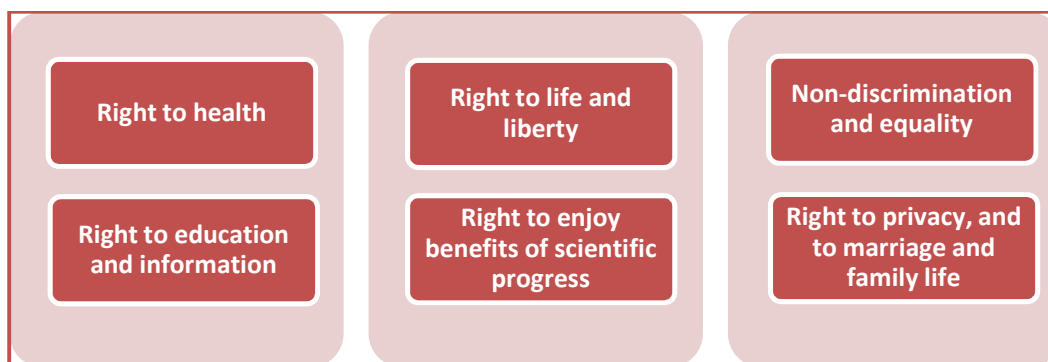 Right to health
Right to education
and information
Right to life and
liberty
Right to enjoy
benefits of scientific
progress
Non-discrimination
and equality
Right to privacy, and
to marriage and
family life